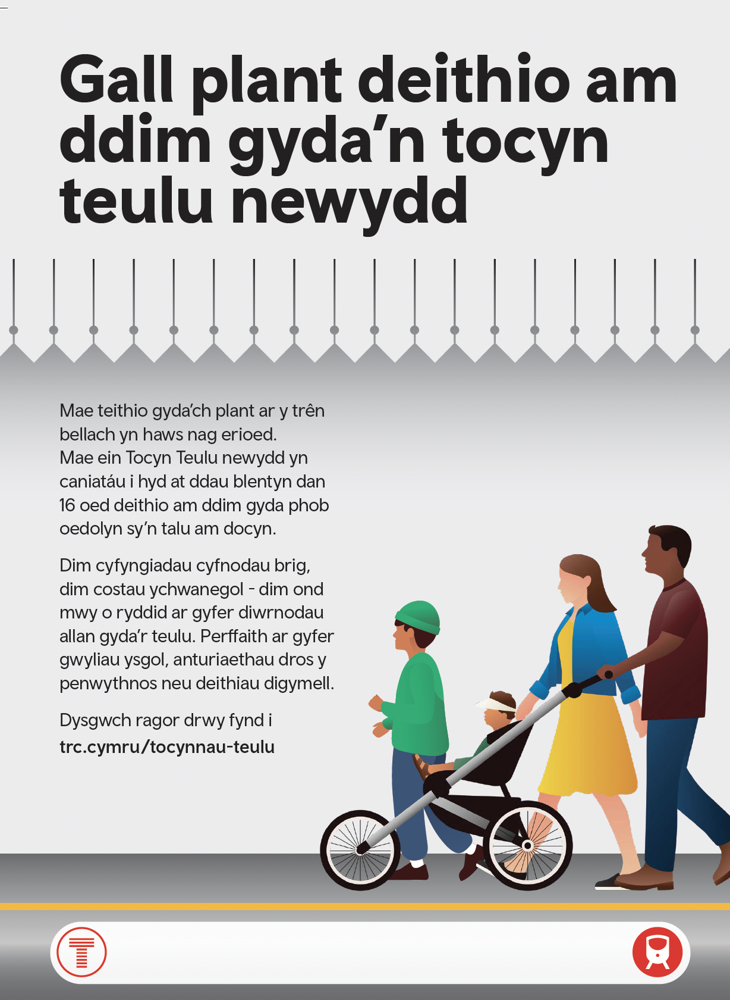 Gall plant deithio am
ddim gyda’n tocyn
teulu newydd
Mae teithio gyda’ch plant ar y trên
bellach yn haws nag erioed.
Mae ein Tocyn Teulu newydd yn
caniatáu i hyd at ddau blentyn dan
16 oed deithio am ddim gyda phob
oedolyn sy’n talu am docyn.
Dim cyfyngiadau cyfnodau brig,
dim costau ychwanegol - dim ond
mwy o ryddid ar gyfer diwrnodau
allan gyda’r teulu. Perffaith ar gyfer
gwyliau ysgol, anturiaethau dros y
penwythnos neu deithiau digymell.
Dysgwch ragor drwy fynd i
trc.cymru/tocynnau-teulu
T